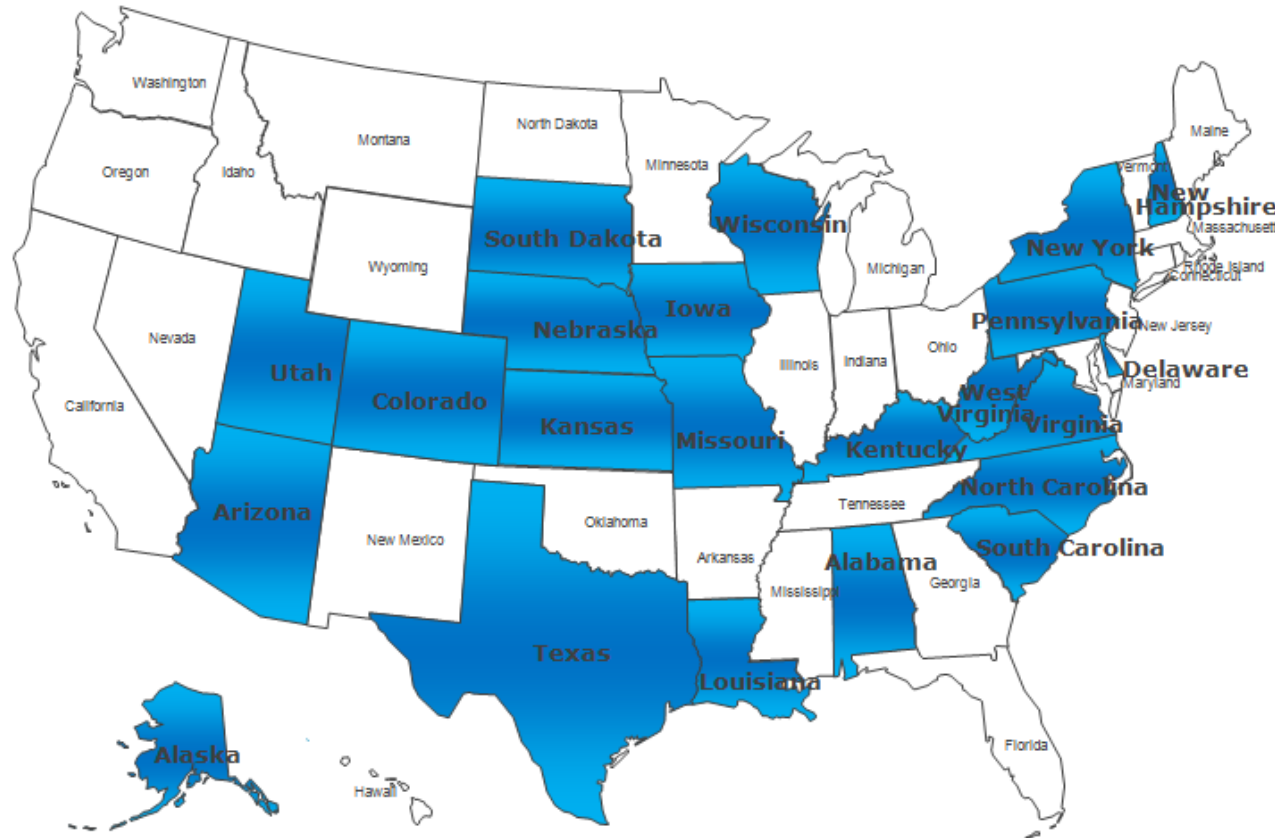 Washington
Montana
North Dakota
Minnesota
Maine
Oregon
Idaho
Vermont
New
Hampshire
Massachusett
South Dakota
Wisconsin
New York
Wyoming
Michigan
Rhode Island
Connecticut
Nevada
Nebraska
Iowa
Pennsylvania
New Jersey
Ohio
Illinois
Indiana
Utah
Colorado
Delaware
Maryland
California
Kansas
Missouri
Kentucky
West
Virginia
Virginia
Arizona
New Mexico
Oklahoma
Tennessee
North Carolina
Arkansas
Alabama
South Carolina
Mississippi
Georgia
Texas
Louisiana
Florida
Alaska
Hawaii